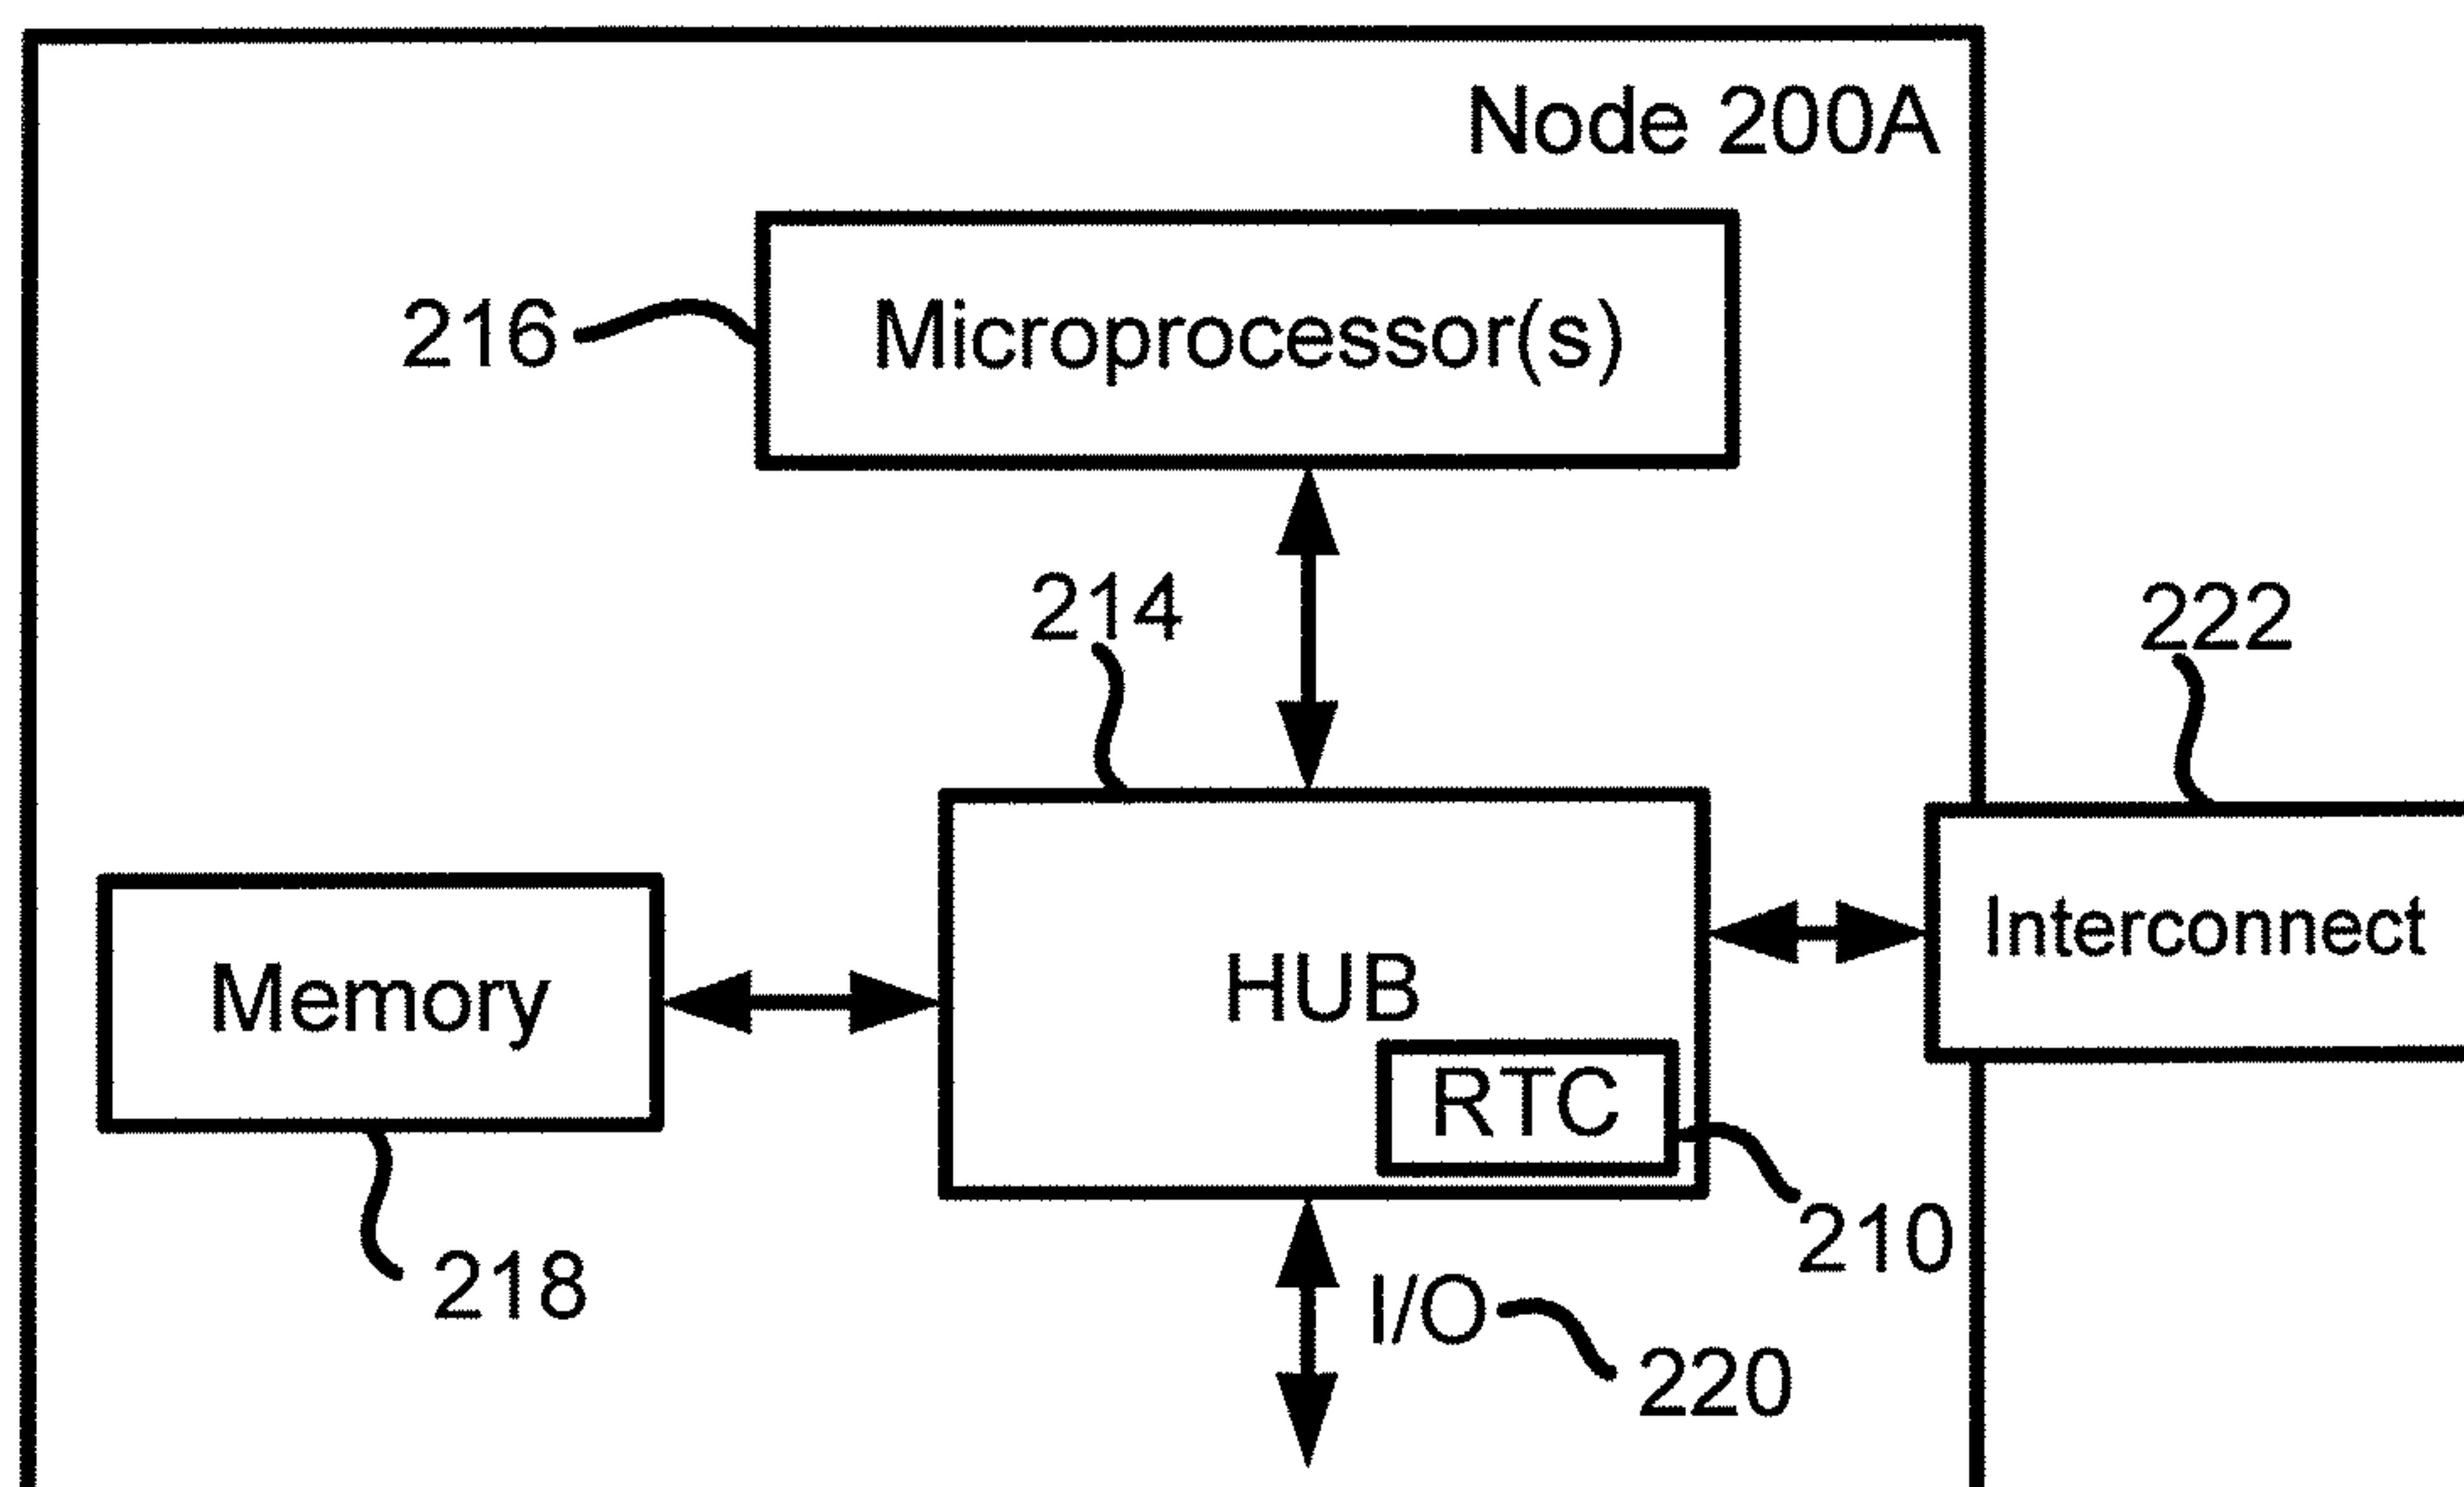 Node 200A
216
Microprocessor(s)
214
222
Memory
HUB
Interconnect
RTC
210
218
I/O
220